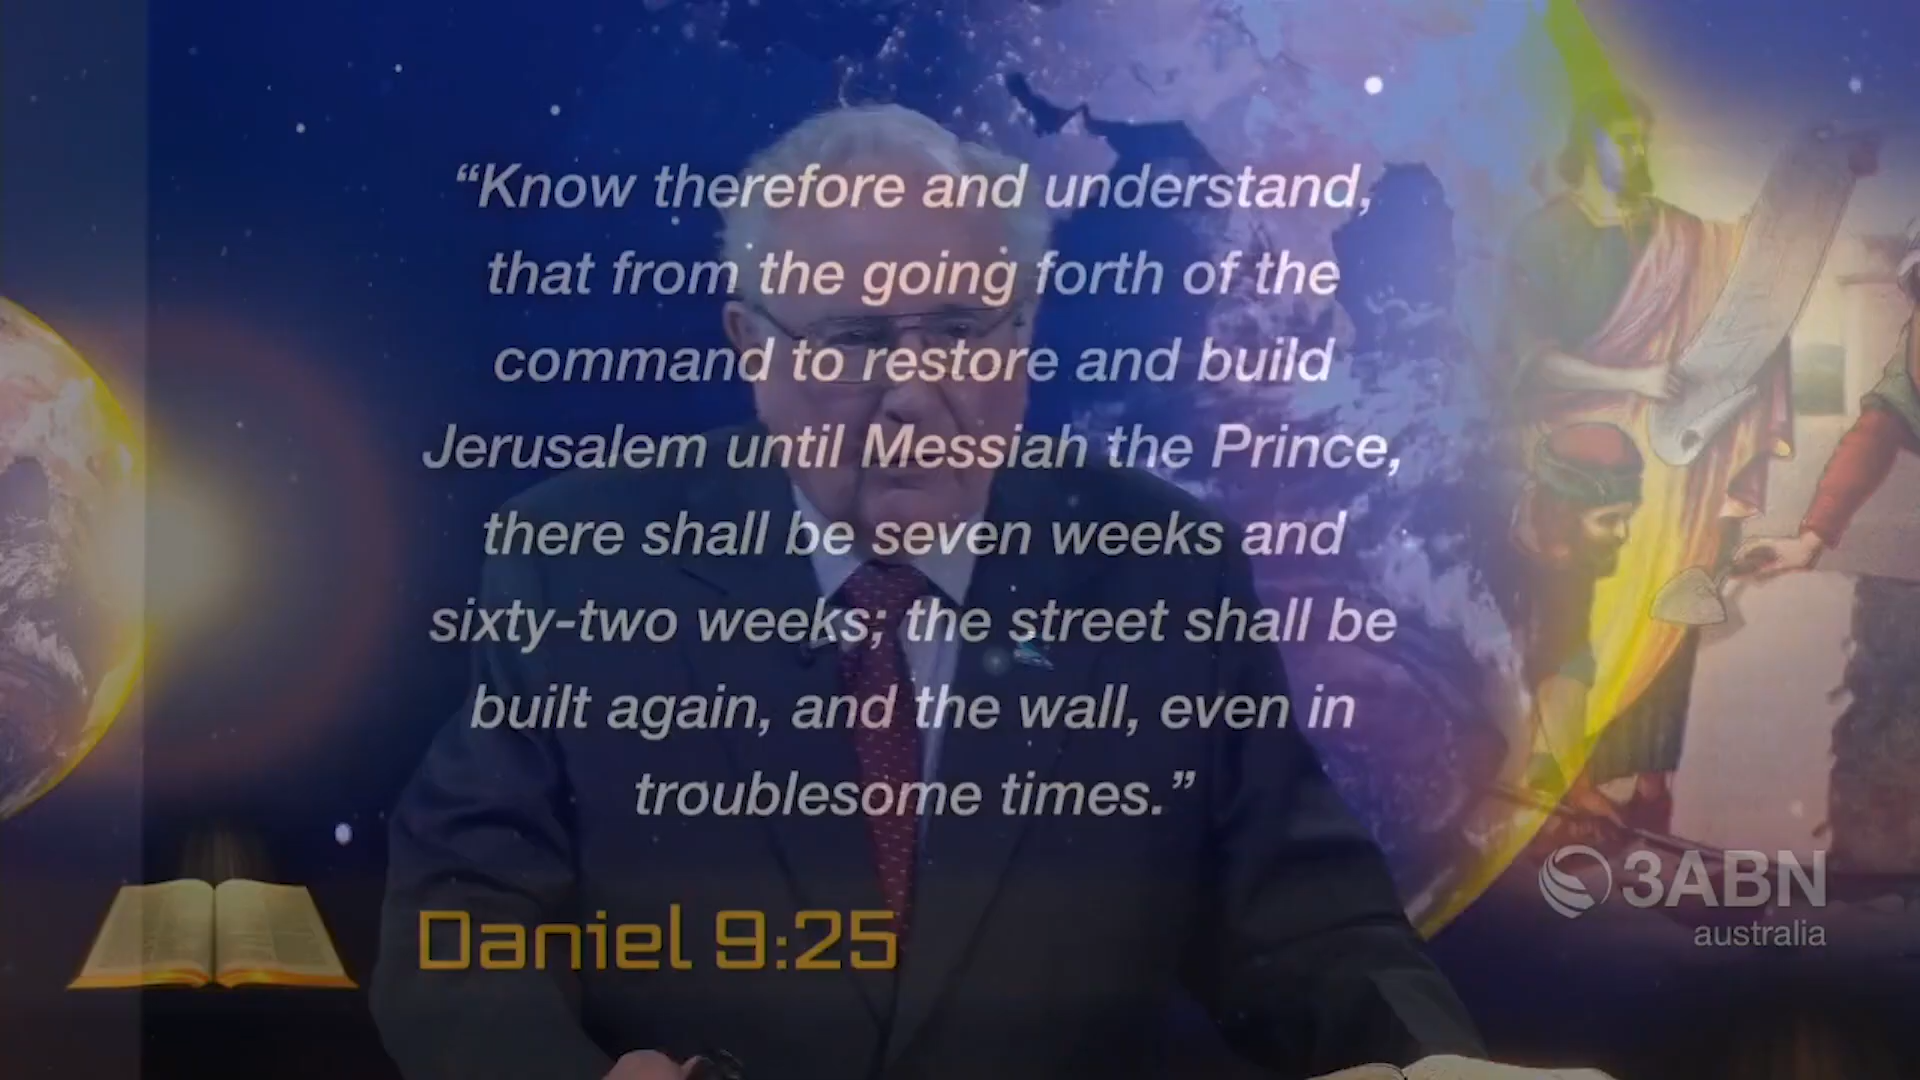 “Know therefore and understand,
that from the going forth of the
command to restore and build
Jerusalem until Messiah the Prince,
there shall be seven weeks and
sixty-two weeks; the street shall be
built again, and the wall, even in
troublesome times.”
Daniel 9:25
3ABN
australia